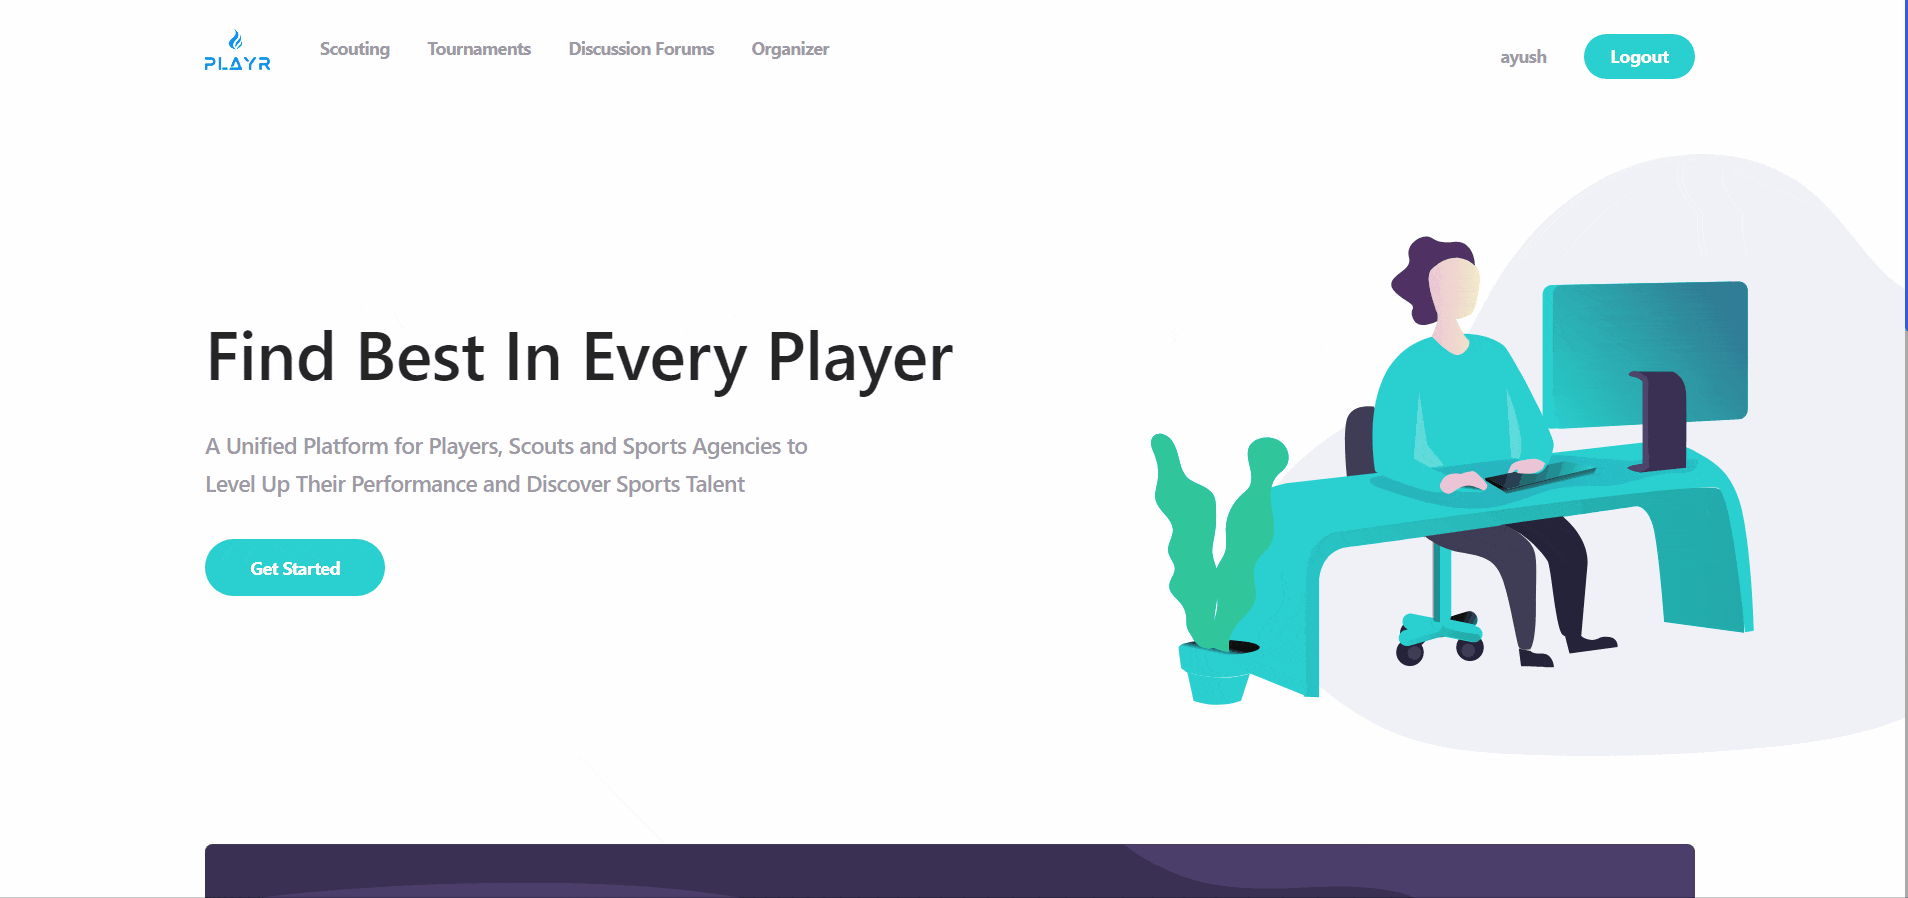 PLAYR
Scouting
Tournaments
Discussion Forums
Organizer
ayush
Logout
Find Best In Every Player
A Unified Platform for Players, Scouts and Sports Agencies to
Level Up Their Performance and Discover Sports Talent
Get Started